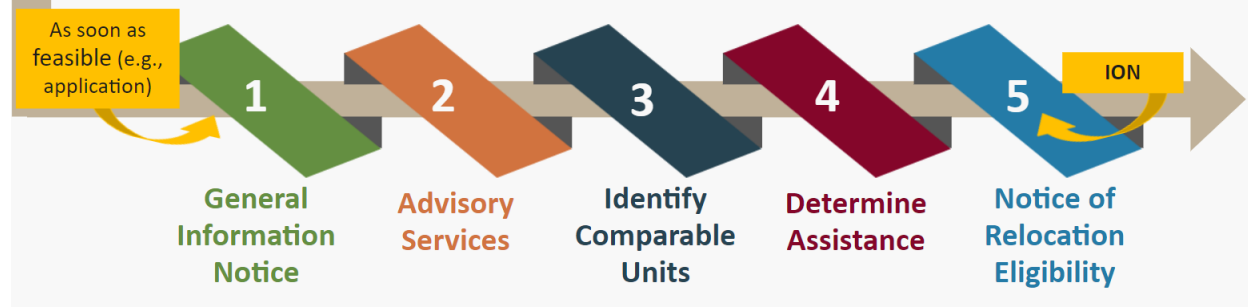 As soon as
feasible (e.g.,
application)
1
General
Information
Notice
2
Advisory
Services
3
Identify
Comparable
Units
4
Determine
Assistance
ION
5
Notice of
Relocation
Eligibility